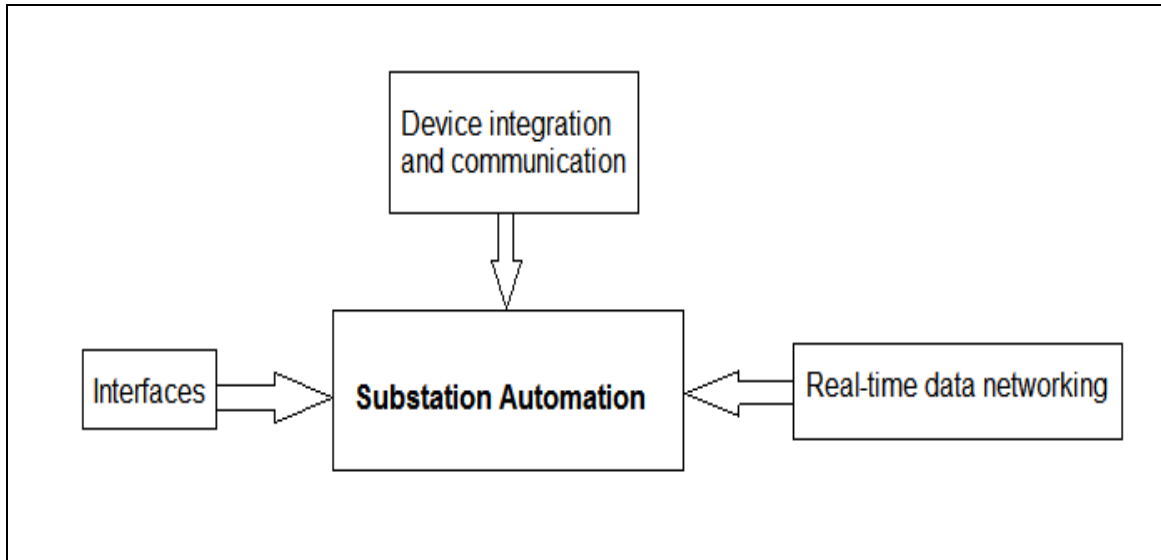 Device integration
and communication
Interfaces
Substation Automation
Real-time data networking